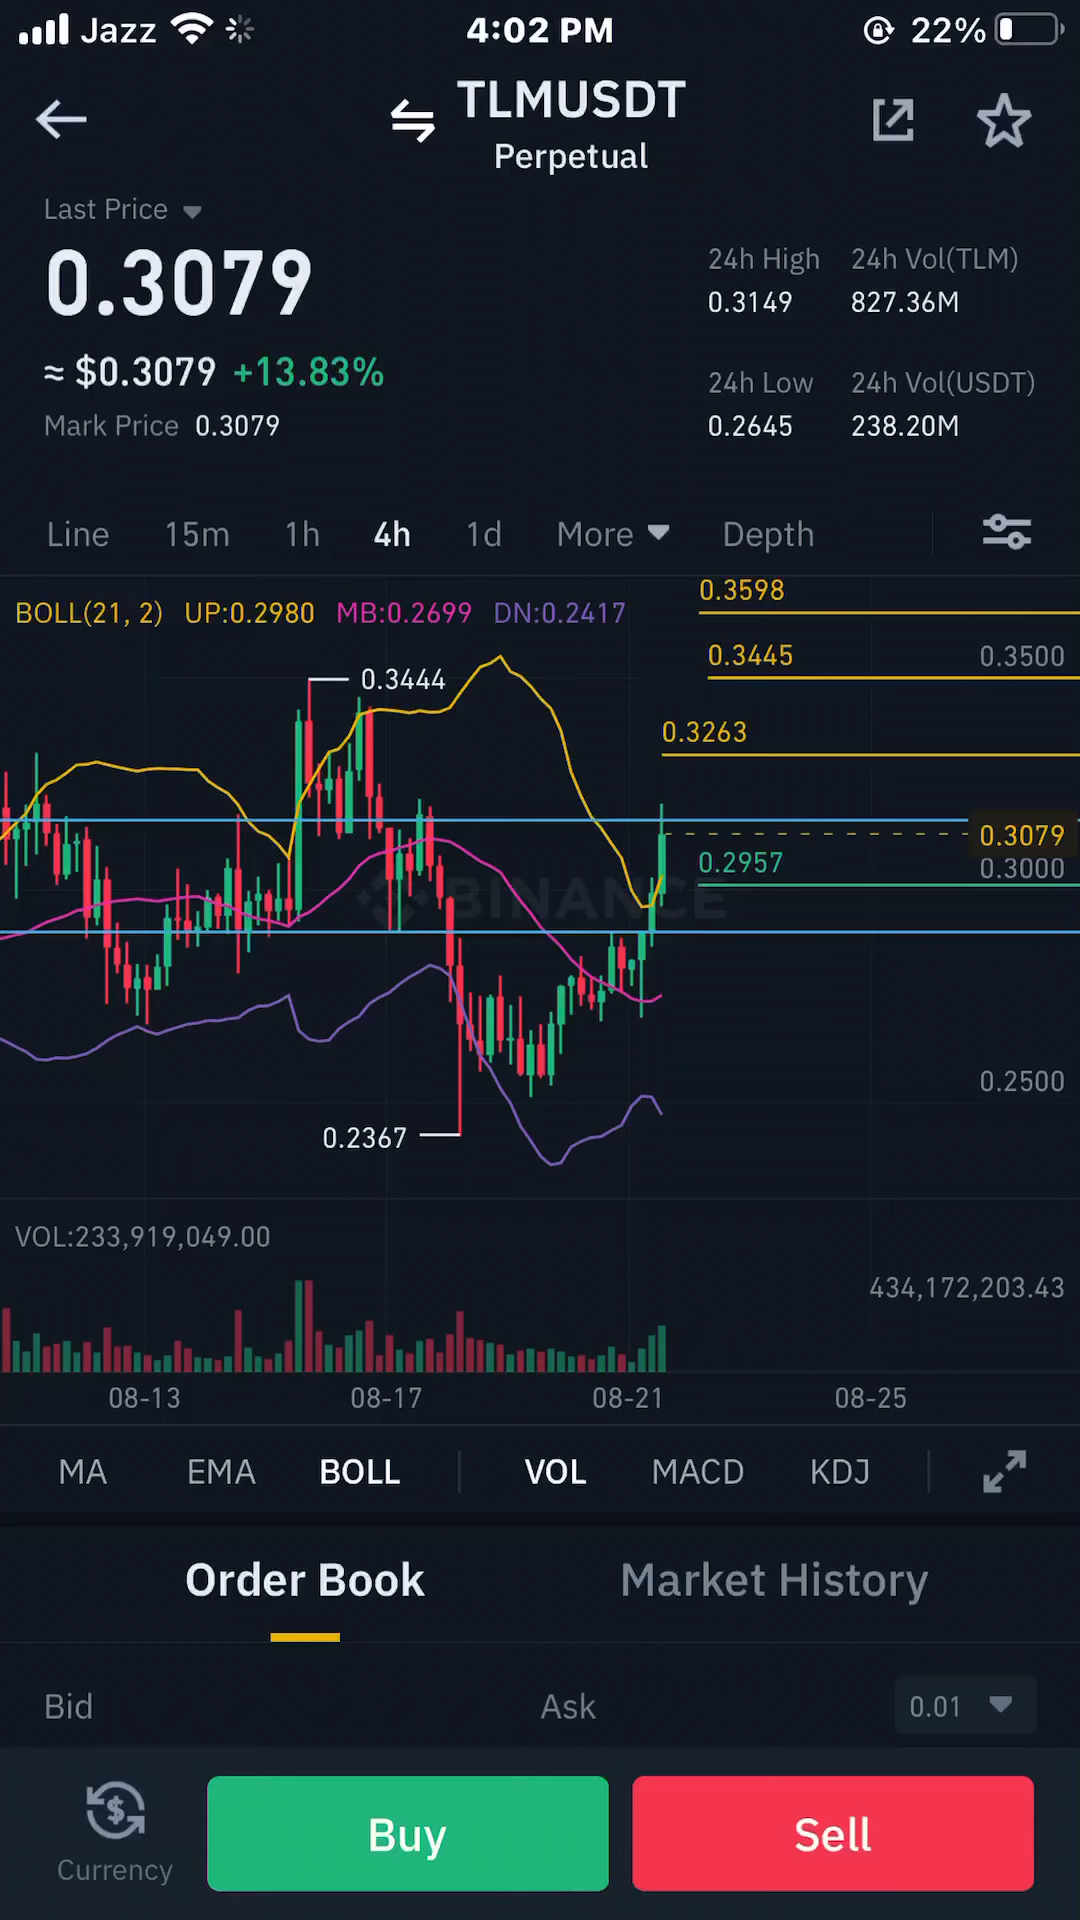 Jazz
4:02 PM
22%
TLMUSDT
Perpetual
Last Price
0.3079
≈ $0.3079 +13.83%
Mark Price 0.3079
24h High
0.3149
24h Vol(TLM)
827.36M
24h Low
0.2645
24h Vol(USDT)
238.20M
Line 15m 1h 4h 1d More Depth
BOLL(21, 2) UP:0.2980 MB:0.2699 DN:0.2417
0.3598
0.3445
0.3500
0.3444
0.3263
0.3079
0.2957
0.3000
BINANCE
0.2500
0.2367
VOL:233,919,049.00
434,172,203.43
08-13 08-17 08-21 08-25
MA EMA BOLL VOL MACD KDJ
Order Book Market History
Bid Ask 0.01
Currency
Buy
Sell